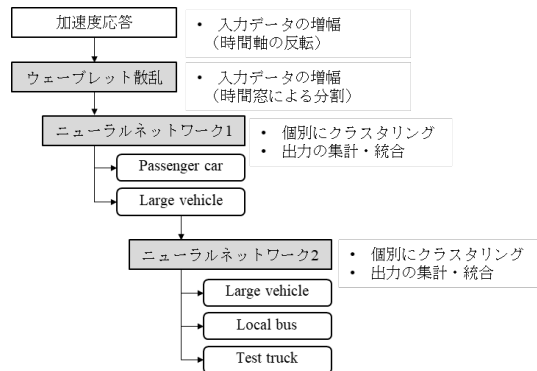 加速度応答
• 入力データの増幅
（時間軸の反転）
ウェーブレット散乱
• 入力データの増幅
（時間窓による分割）
ニューラルネットワーク1
• 個別にクラスタリング
• 出力の集計・統合
Passenger car
Large vehicle
ニューラルネットワーク2
• 個別にクラスタリング
• 出力の集計・統合
Large vehicle
Local bus
Test truck